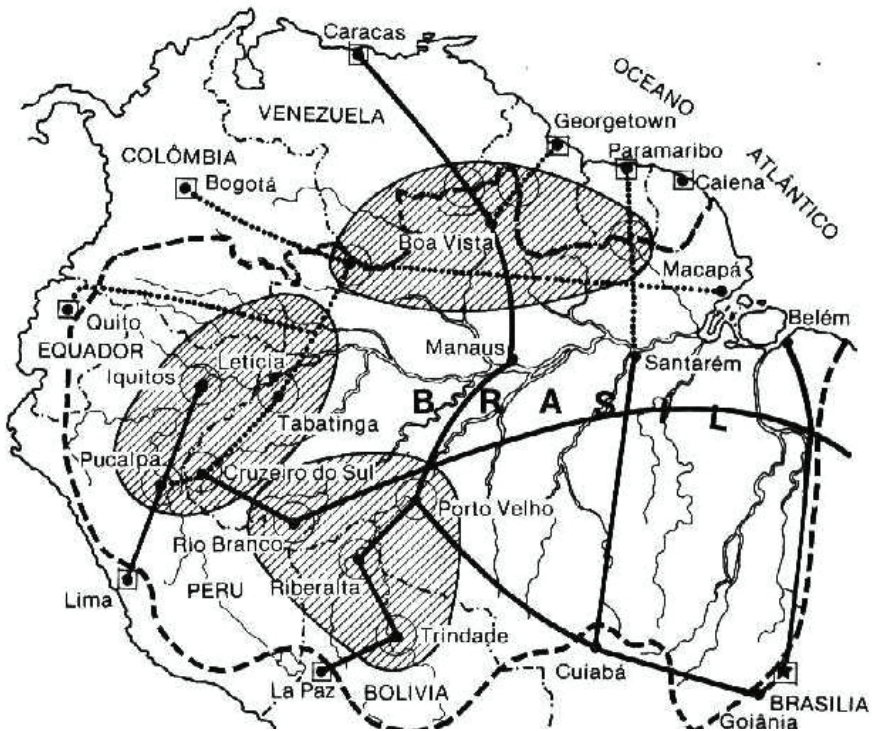 Caracas
OCEANO
VENEZUELA
Georgetown
COLÔMBIA
Paramaribo
ATLÁNTICO
Bogotá
Caiena
Boa Vista
Macapá
Quito
Belém
EQUADOR
Letícia
Manaus
Santarém
Iquitos
B R A S I L
Tabatinga
Pucalpa
Cruzeiro do Sul
Porto Velho
Rio Branco
Lima
PERU
Riberalta
Trindade
Cuiabá
La Paz
BOLIVIA
BRASILIA
Goiânia